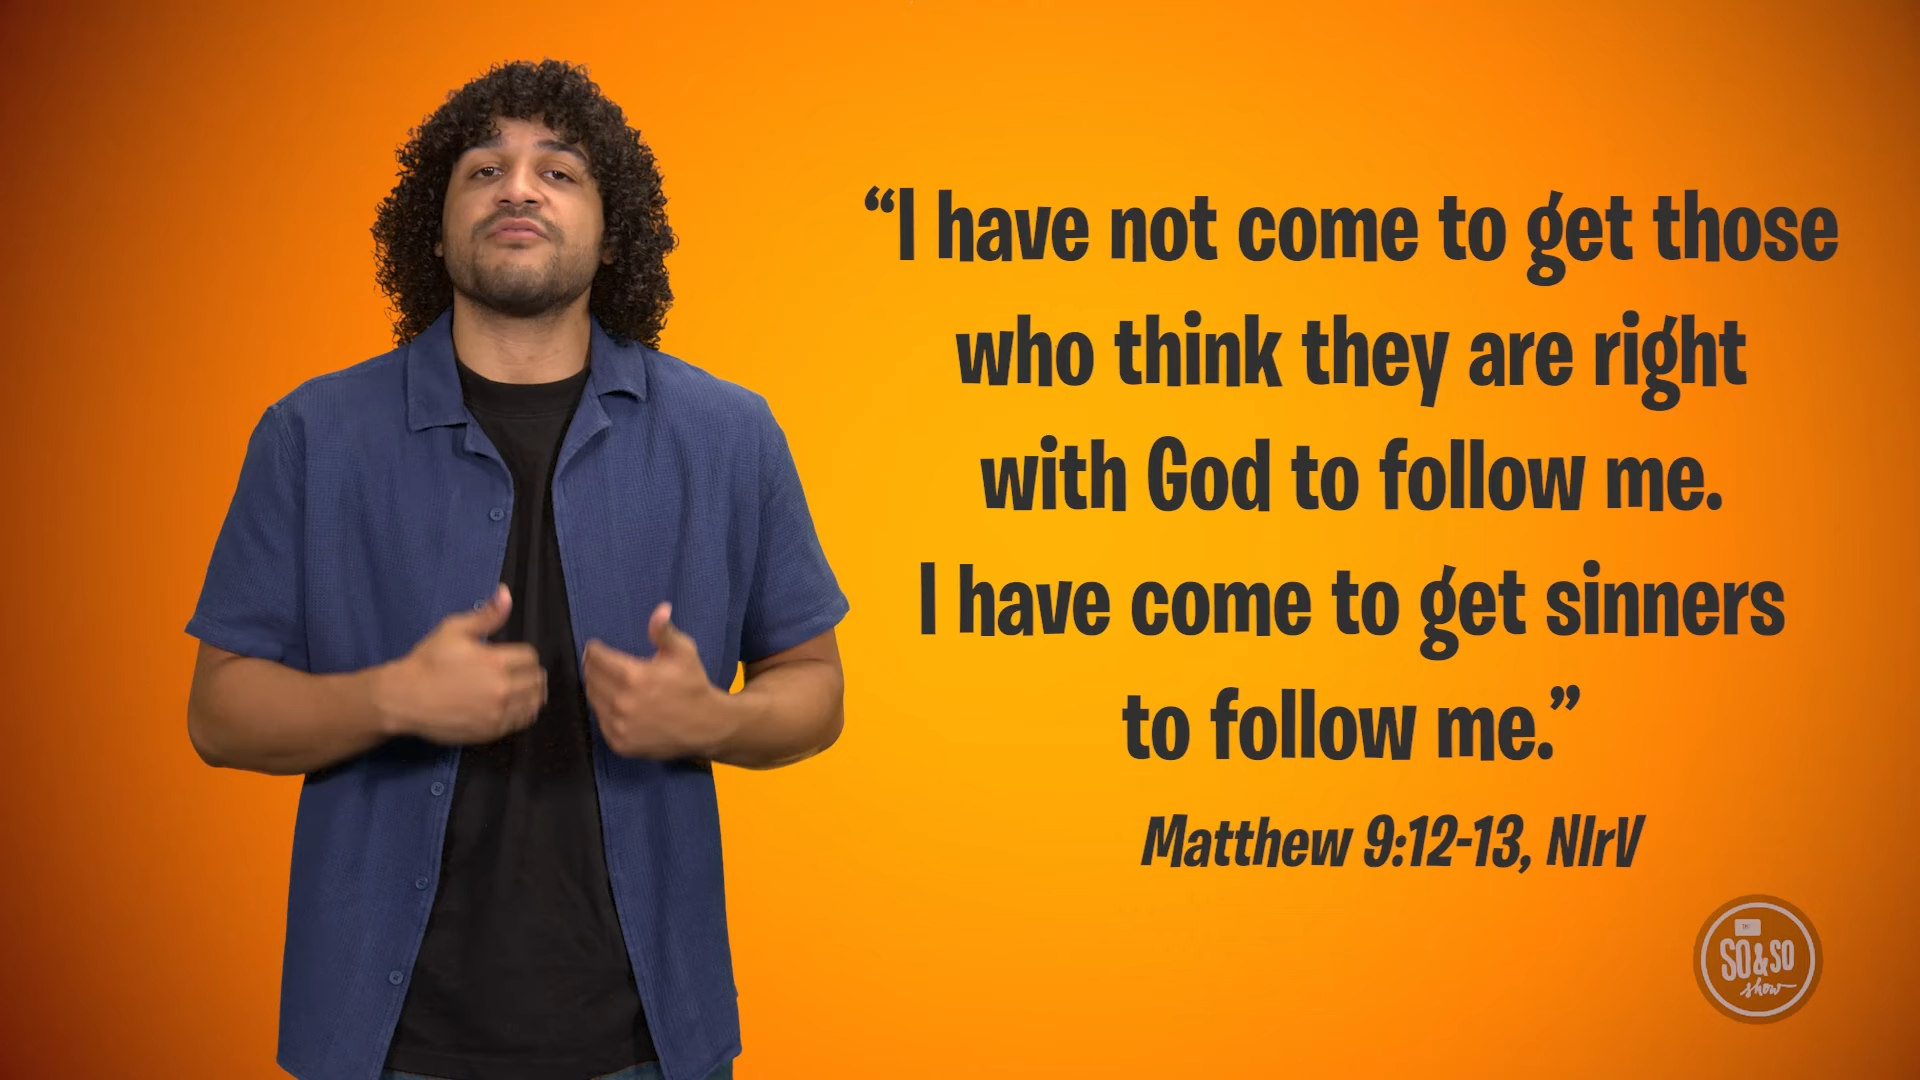 “I have not come to get those
who think they are right
with God to follow me.
I have come to get sinners
to follow me.”
Matthew 9:12-13, NIrV
SO&SO
show